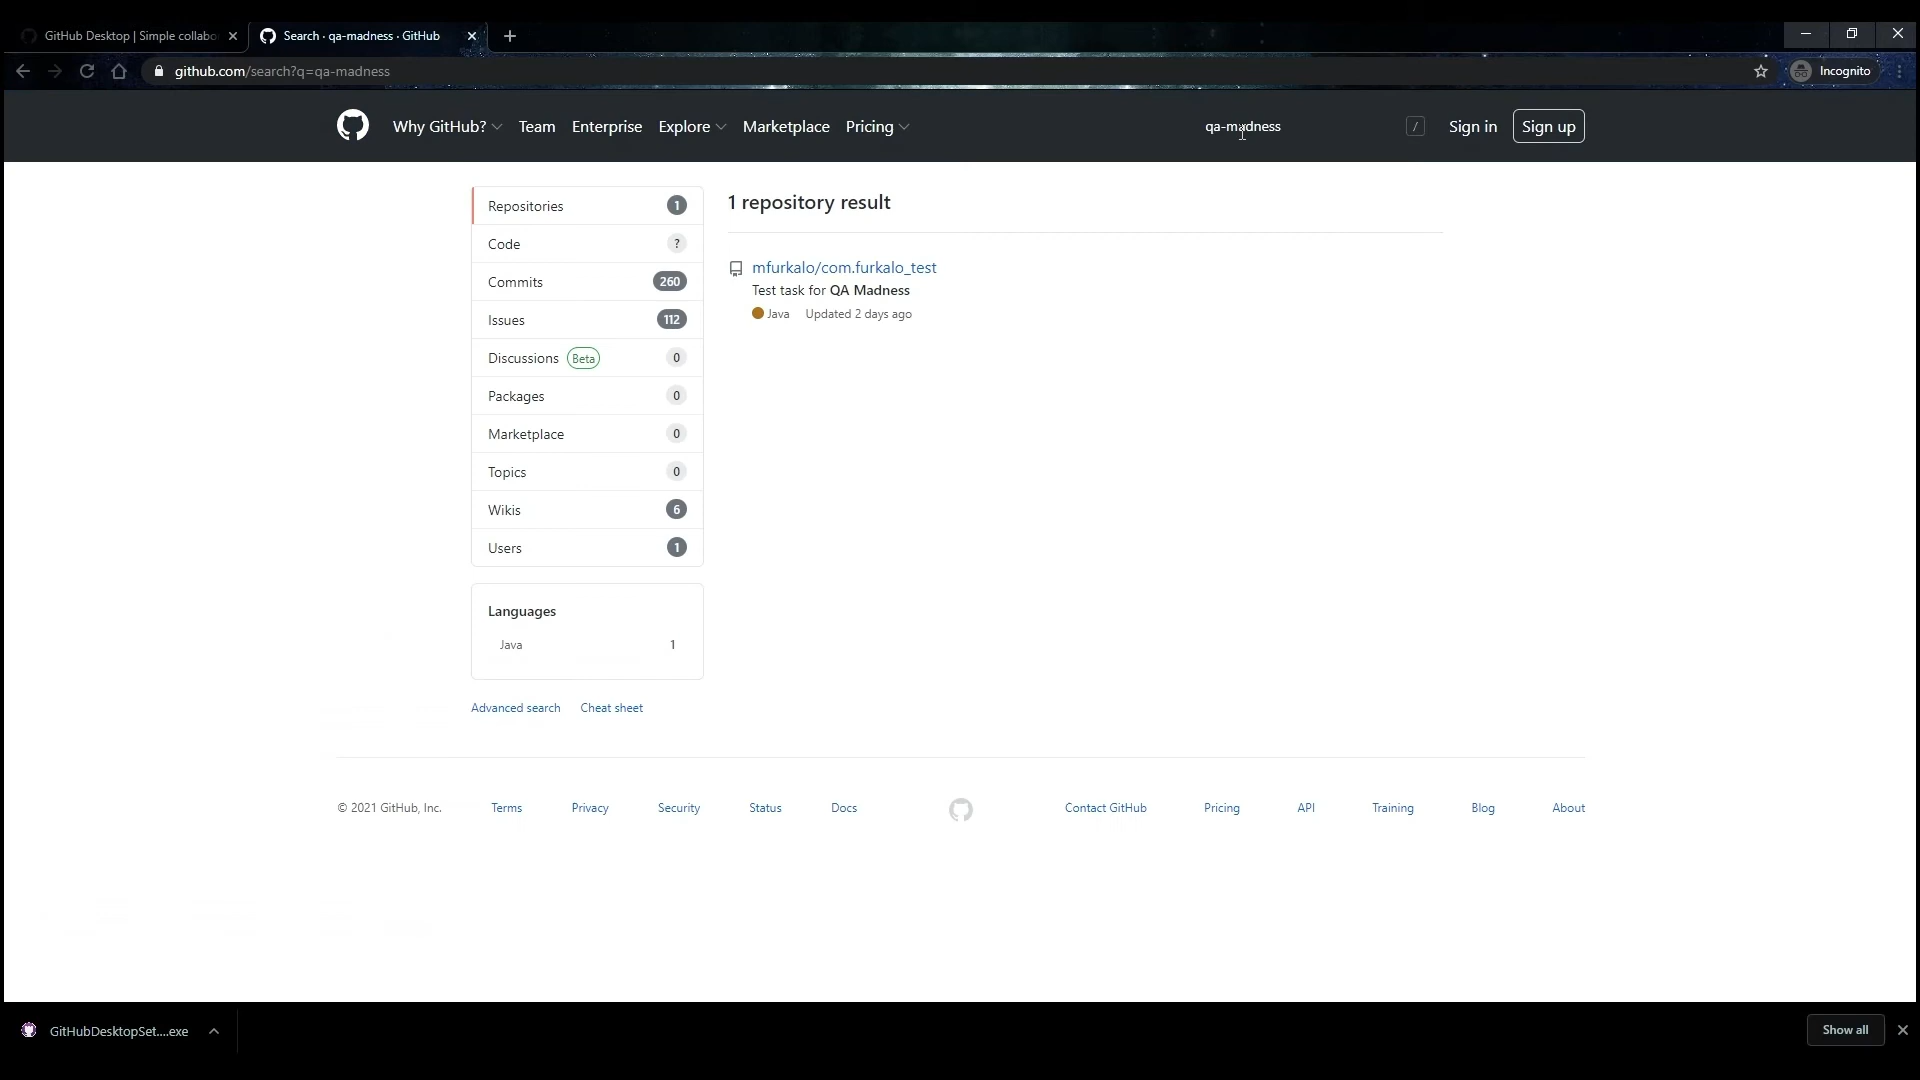 GitHub Desktop | Simple collabo
Search · qa-madness · GitHub
github.com/search?q=qa-madness
Incognito
Why GitHub?
Team
Enterprise
Explore
Marketplace
Pricing
qa-madness
/
Sign in
Sign up
Repositories 1
Code ?
Commits 260
Issues 112
Discussions Beta 0
Packages 0
Marketplace 0
Topics 0
Wikis 6
Users 1
Languages
Java 1
Advanced search
Cheat sheet
1 repository result
mfurkalo/com.furkalo_test
Test task for QA Madness
Java Updated 2 days ago
© 2021 GitHub, Inc.
Terms
Privacy
Security
Status
Docs
Contact GitHub
Pricing
API
Training
Blog
About
GitHubDesktopSet....exe
Show all